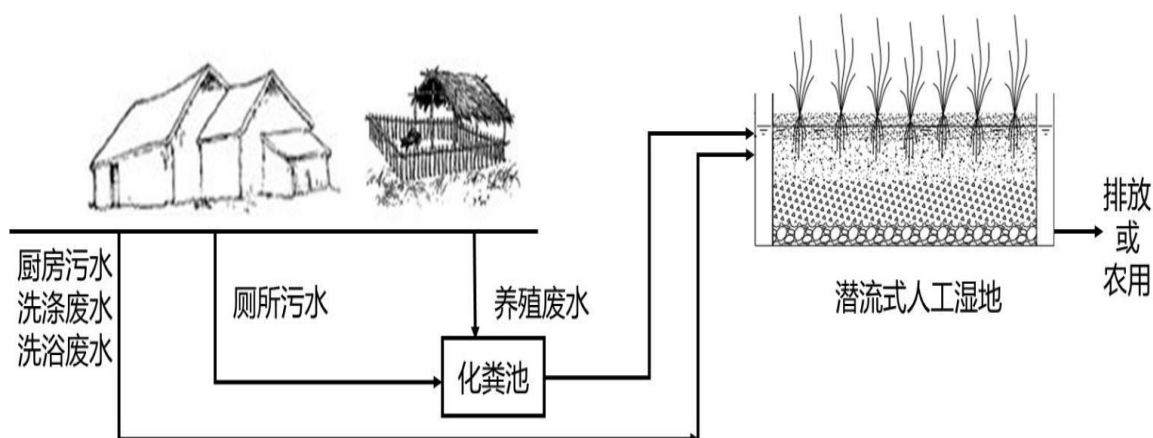 厨房污水
洗涤废水
洗浴废水
厕所污水
养殖废水
化粪池
潜流式人工湿地
排放
或
农用